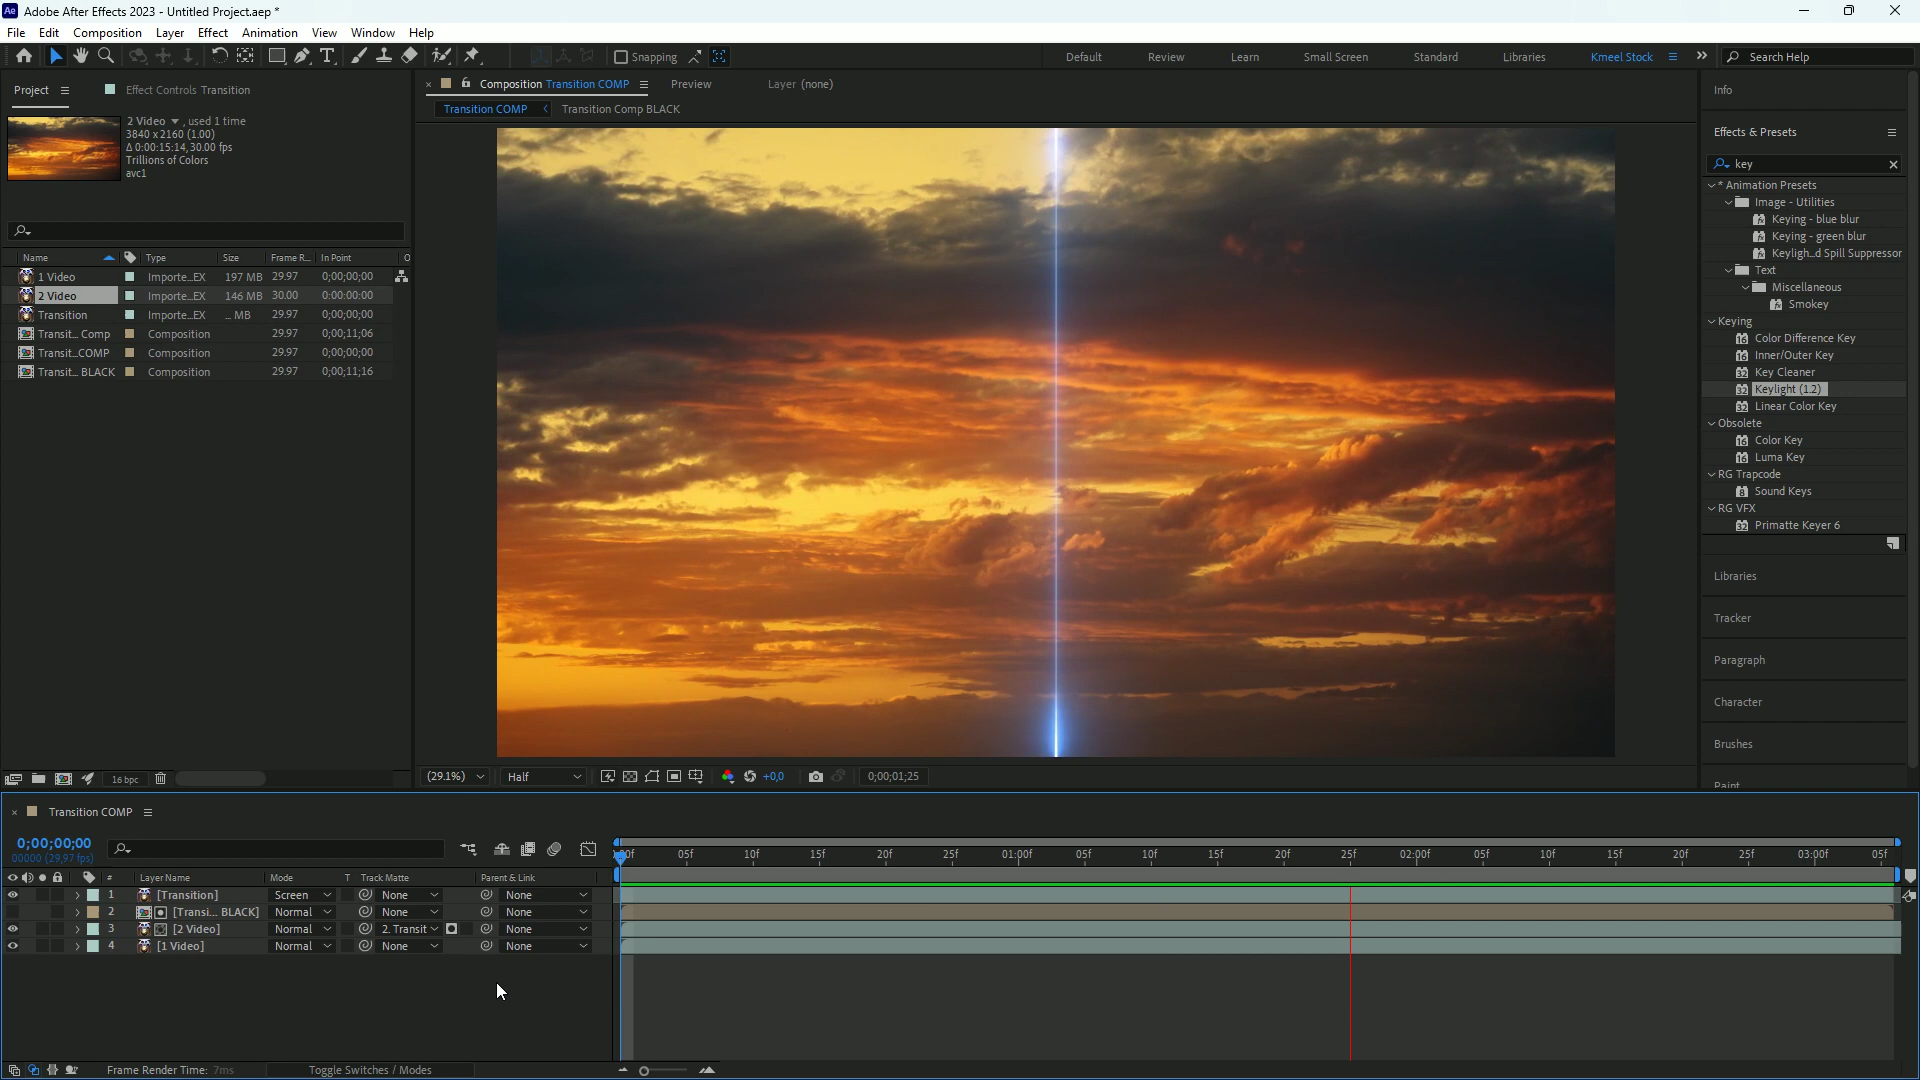 Ae Adobe After Effects 2023 - Untitled Project.aep *
File Edit Composition Layer Effect Animation View Window Help
Snapping
Default Review Learn Small Screen Standard Libraries Kmeel Stock
Search Help
Project
Effect Controls Transition
2 Video , used 1 time
3840 x 2160 (1.00)
Δ 0:00:15:14, 30.00 fps
Trillions of Colors
avc1
Name Type Size Frame R... In Point O
1 Video Importe...EX 197 MB 29.97 0;00;00;00
2 Video Importe...EX 146 MB 30.00 0:00:00:00
Transition Importe...EX ... MB 29.97 0;00;00;00
Transit... Comp Composition 29.97 0;00;11;06
Transit...COMP Composition 29.97 0;00;00;00
Transit... BLACK Composition 29.97 0;00;11;16
16 bpc
Composition Transition COMP
Preview
Layer (none)
Transition COMP
Transition Comp BLACK
(29.1%) Half +0,0 0;00;01;25
Info
Effects & Presets
key
* Animation Presets
Image - Utilities
Keying - blue blur
Keying - green blur
Keyligh...d Spill Suppressor
Text
Miscellaneous
Smokey
Keying
Color Difference Key
Inner/Outer Key
Key Cleaner
Keylight (1.2)
Linear Color Key
Obsolete
Color Key
Luma Key
RG Trapcode
Sound Keys
RG VFX
Primatte Keyer 6
Libraries
Tracker
Paragraph
Character
Brushes
Paint
Transition COMP
0;00;00;00
00000 (29.97 fps)
05f 10f 15f 20f 25f 01:00f 05f 10f 15f 20f 25f 02:00f 05f 10f 15f 20f 25f 03:00f 05f
# Layer Name Mode T Track Matte Parent & Link
1 [Transition] Screen None None
2 [Transi... BLACK] Normal None None
3 [2 Video] Normal 2. Transit None
4 [1 Video] Normal None None
Frame Render Time: 7ms
Toggle Switches / Modes